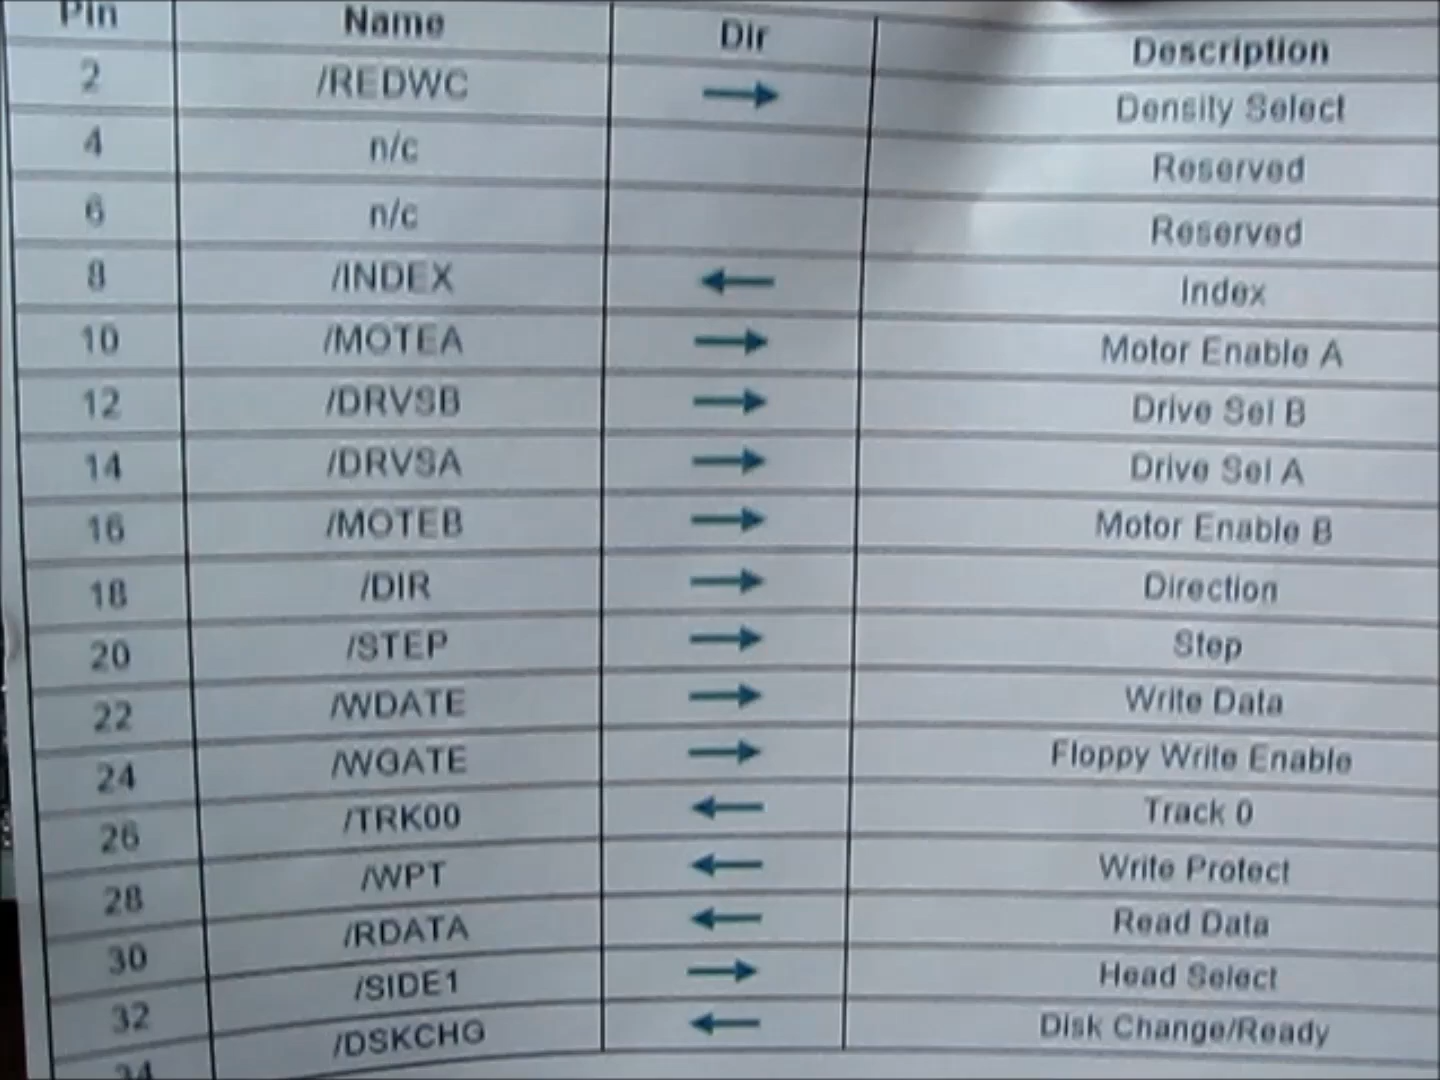 Pin Name Dir Description
2 /REDWC → Density Select
4 n/c Reserved
6 n/c Reserved
8 /INDEX ← Index
10 /MOTEA → Motor Enable A
12 /DRVSB → Drive Sel B
14 /DRVSA → Drive Sel A
16 /MOTEB → Motor Enable B
18 /DIR → Direction
20 /STEP → Step
22 /WDATE → Write Data
24 /WGATE → Floppy Write Enable
26 /TRK00 ← Track 0
28 /WPT ← Write Protect
30 /RDATA ← Read Data
32 /SIDE1 → Head Select
34 /DSKCHG ← Disk Change/Ready